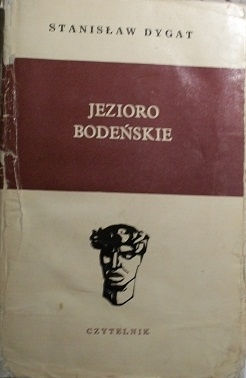 STANISŁAW DYGAT
JEZIORO
BODEŃSKIE
CZYTELNIK